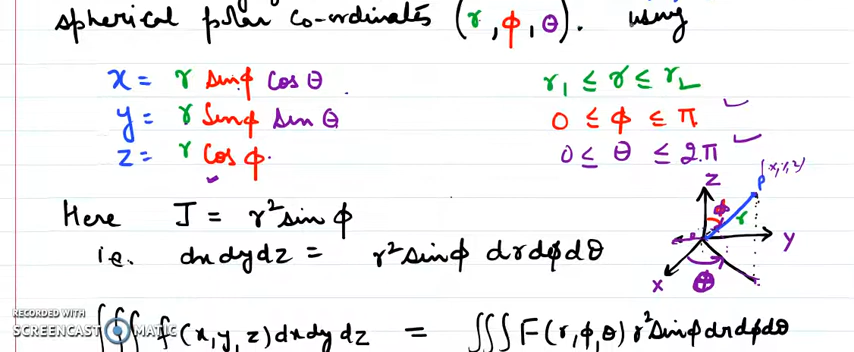 spherical polar co-ordinates (r, φ, θ). using
x = r sinφ cos θ . r₁ ≤ r ≤ r₂
y = r sinφ sin θ 0 ≤ φ ≤ π
z = r cos φ. 0 ≤ θ ≤ 2π
z P(x,y,z)
φ r
y
x θ
Here J = r² sin φ
i.e. dxdydz = r² sinφ drdφdθ
RECORDED WITH
SCREENCAST MATIC
∭ f(x,y,z)dxdydz = ∭ F(r,φ,θ) r² sinφ drdφdθ